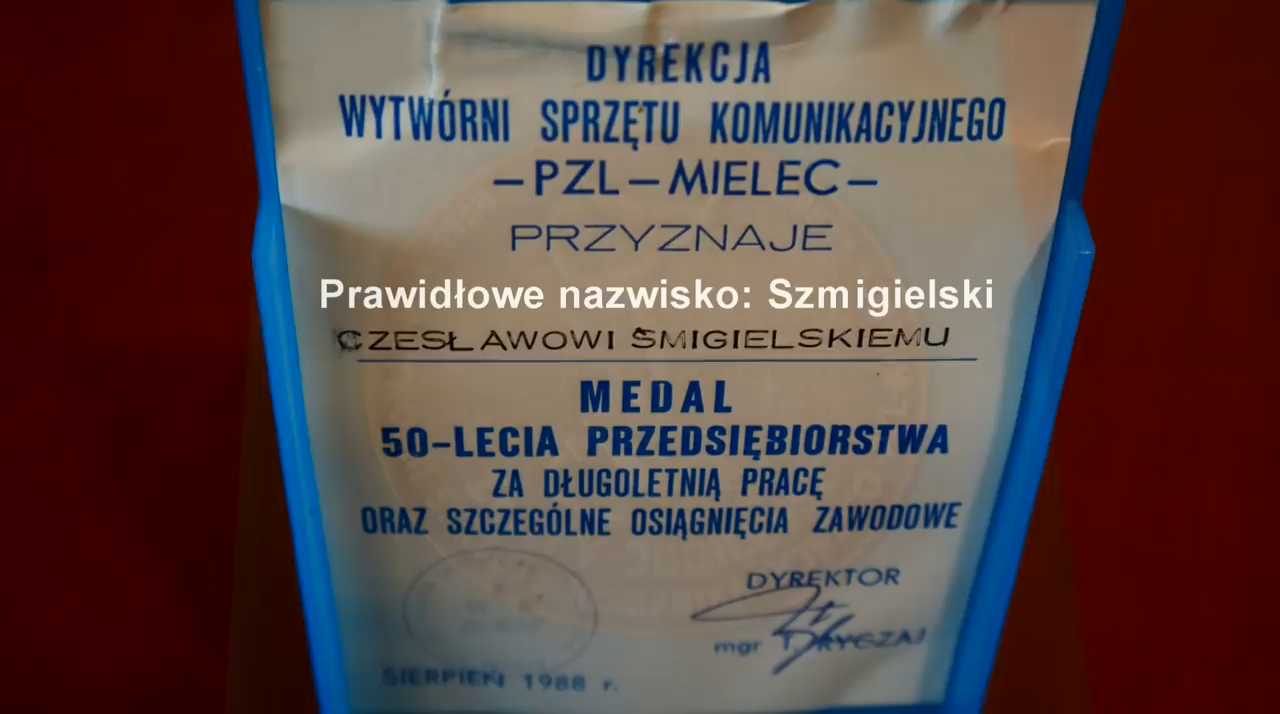 DYREKCJA
WYTWÓRNI SPRZĘTU KOMUNIKACYJNEGO
–PZL–MIELEC–
PRZYZNAJE
Prawidłowe nazwisko: Szmigielski
CZESŁAWOWI ŚMIGIELSKIEMU
MEDAL
50-LECIA PRZEDSIĘBIORSTWA
ZA DŁUGOLETNIĄ PRACĘ
ORAZ SZCZEGÓLNE OSIĄGNIĘCIA ZAWODOWE
DYREKTOR
mgr T. RYCZAJ
SIERPIEŃ 1988 r.